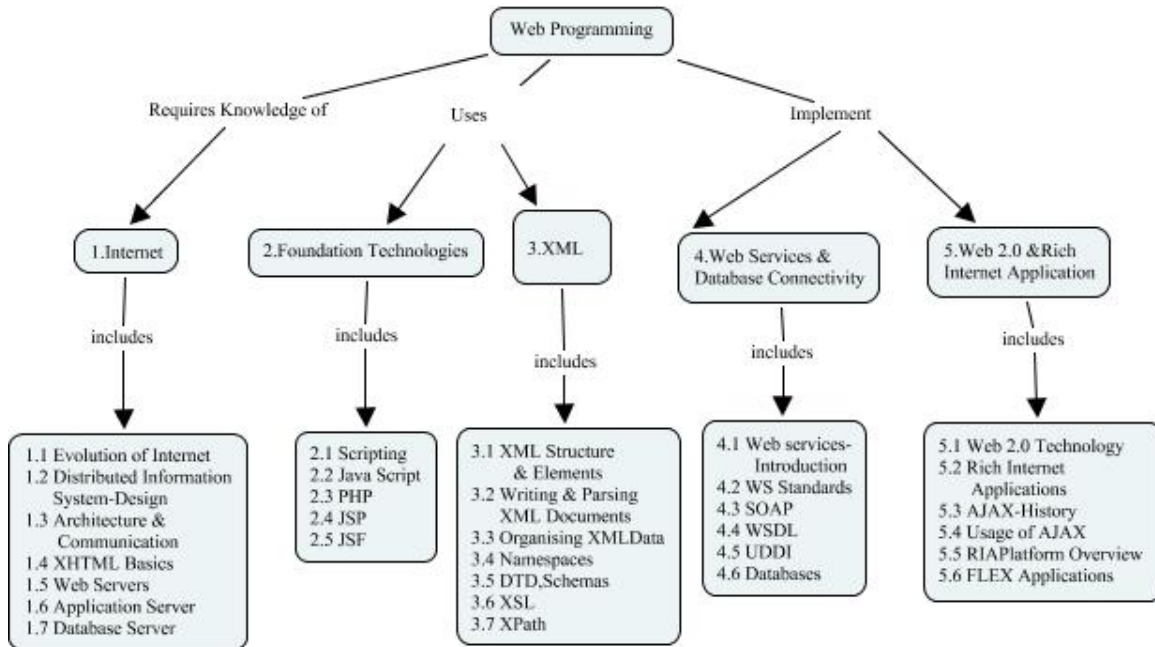 Web Programming
Requires Knowledge of
Uses
Implement
1.Internet
2.Foundation Technologies
3.XML
4.Web Services &
Database Connectivity
5.Web 2.0 &Rich
Internet Application
includes
includes
includes
includes
includes
1.1 Evolution of Internet
1.2 Distributed Information
System-Design
1.3 Architecture &
Communication
1.4 XHTML Basics
1.5 Web Servers
1.6 Application Server
1.7 Database Server
2.1 Scripting
2.2 Java Script
2.3 PHP
2.4 JSP
2.5 JSF
3.1 XML Structure
& Elements
3.2 Writing & Parsing
XML Documents
3.3 Organising XMLData
3.4 Namespaces
3.5 DTD,Schemas
3.6 XSL
3.7 XPath
4.1 Web services-
Introduction
4.2 WS Standards
4.3 SOAP
4.4 WSDL
4.5 UDDI
4.6 Databases
5.1 Web 2.0 Technology
5.2 Rich Internet
Applications
5.3 AJAX-History
5.4 Usage of AJAX
5.5 RIAPlatform Overview
5.6 FLEX Applications